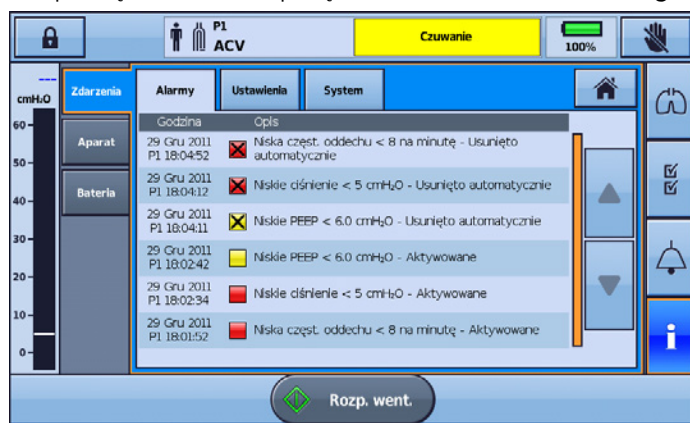 P1
ACV
Czuwanie
100%
---
cmH₂O
60
50
40
30
20
10
0
Zdarzenia
Aparat
Bateria
Alarmy
Ustawienia
System
Godzina Opis
29 Gru 2011
P1 18:04:52
Niska częst. oddechu < 8 na minutę - Usunięto
automatycznie
29 Gru 2011
P1 18:04:12
Niskie ciśnienie < 5 cmH₂O - Usunięto automatycznie
29 Gru 2011
P1 18:04:11
Niskie PEEP < 6.0 cmH₂O - Usunięto automatycznie
29 Gru 2011
P1 18:02:42
Niskie PEEP < 6.0 cmH₂O - Aktywowane
29 Gru 2011
P1 18:02:34
Niskie ciśnienie < 5 cmH₂O - Aktywowane
29 Gru 2011
P1 18:01:52
Niska częst. oddechu < 8 na minutę - Aktywowane
i
Rozp. went.